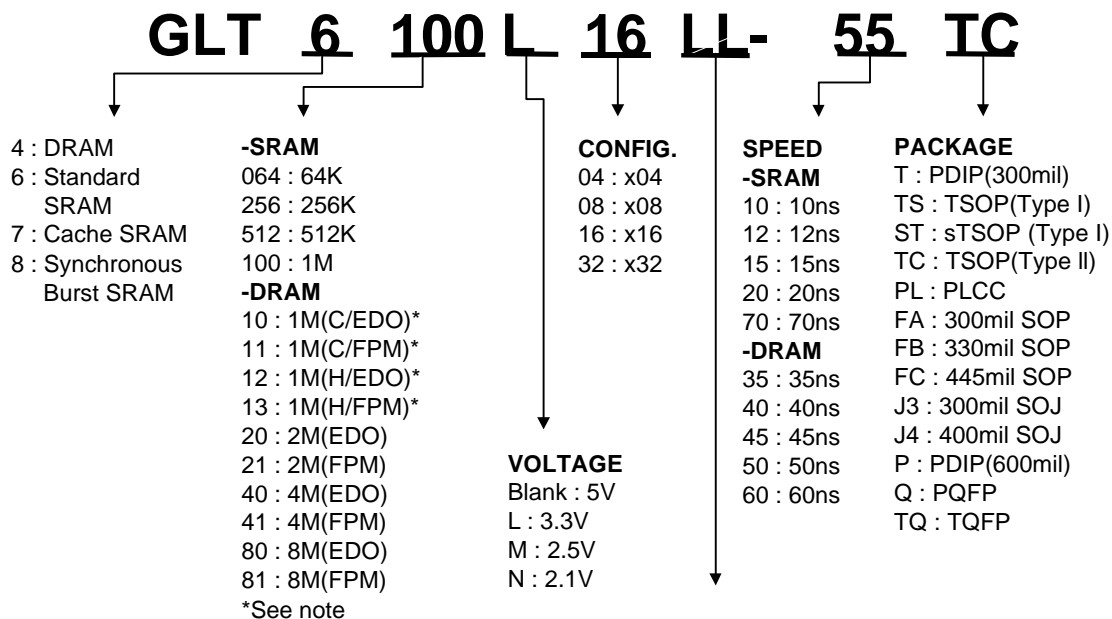 GLT 6 100 L 16 LL- 55 TC
4 : DRAM
6 : Standard
SRAM
7 : Cache SRAM
8 : Synchronous
Burst SRAM
-SRAM
064 : 64K
256 : 256K
512 : 512K
100 : 1M
-DRAM
10 : 1M(C/EDO)*
11 : 1M(C/FPM)*
12 : 1M(H/EDO)*
13 : 1M(H/FPM)*
20 : 2M(EDO)
21 : 2M(FPM)
40 : 4M(EDO)
41 : 4M(FPM)
80 : 8M(EDO)
81 : 8M(FPM)
*See note
VOLTAGE
Blank : 5V
L : 3.3V
M : 2.5V
N : 2.1V
CONFIG.
04 : x04
08 : x08
16 : x16
32 : x32
SPEED
-SRAM
10 : 10ns
12 : 12ns
15 : 15ns
20 : 20ns
70 : 70ns
-DRAM
35 : 35ns
40 : 40ns
45 : 45ns
50 : 50ns
60 : 60ns
PACKAGE
T : PDIP(300mil)
TS : TSOP(Type I)
ST : sTSOP (Type I)
TC : TSOP(Type ll)
PL : PLCC
FA : 300mil SOP
FB : 330mil SOP
FC : 445mil SOP
J3 : 300mil SOJ
J4 : 400mil SOJ
P : PDIP(600mil)
Q : PQFP
TQ : TQFP